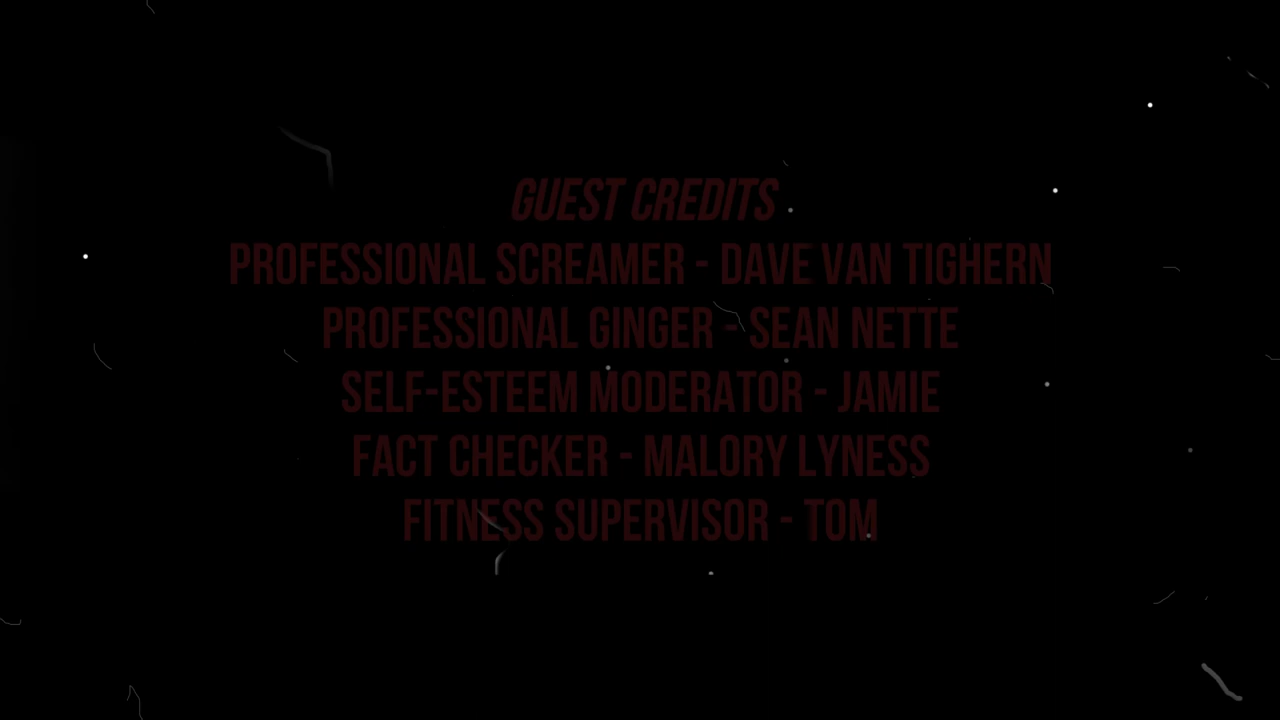 GUEST CREDITS
PROFESSIONAL SCREAMER - DAVE VAN TIGHERN
PROFESSIONAL GINGER - SEAN NETTE
SELF-ESTEEM MODERATOR - JAMIE
FACT CHECKER - MALORY LYNESS
FITNESS SUPERVISOR - TOM